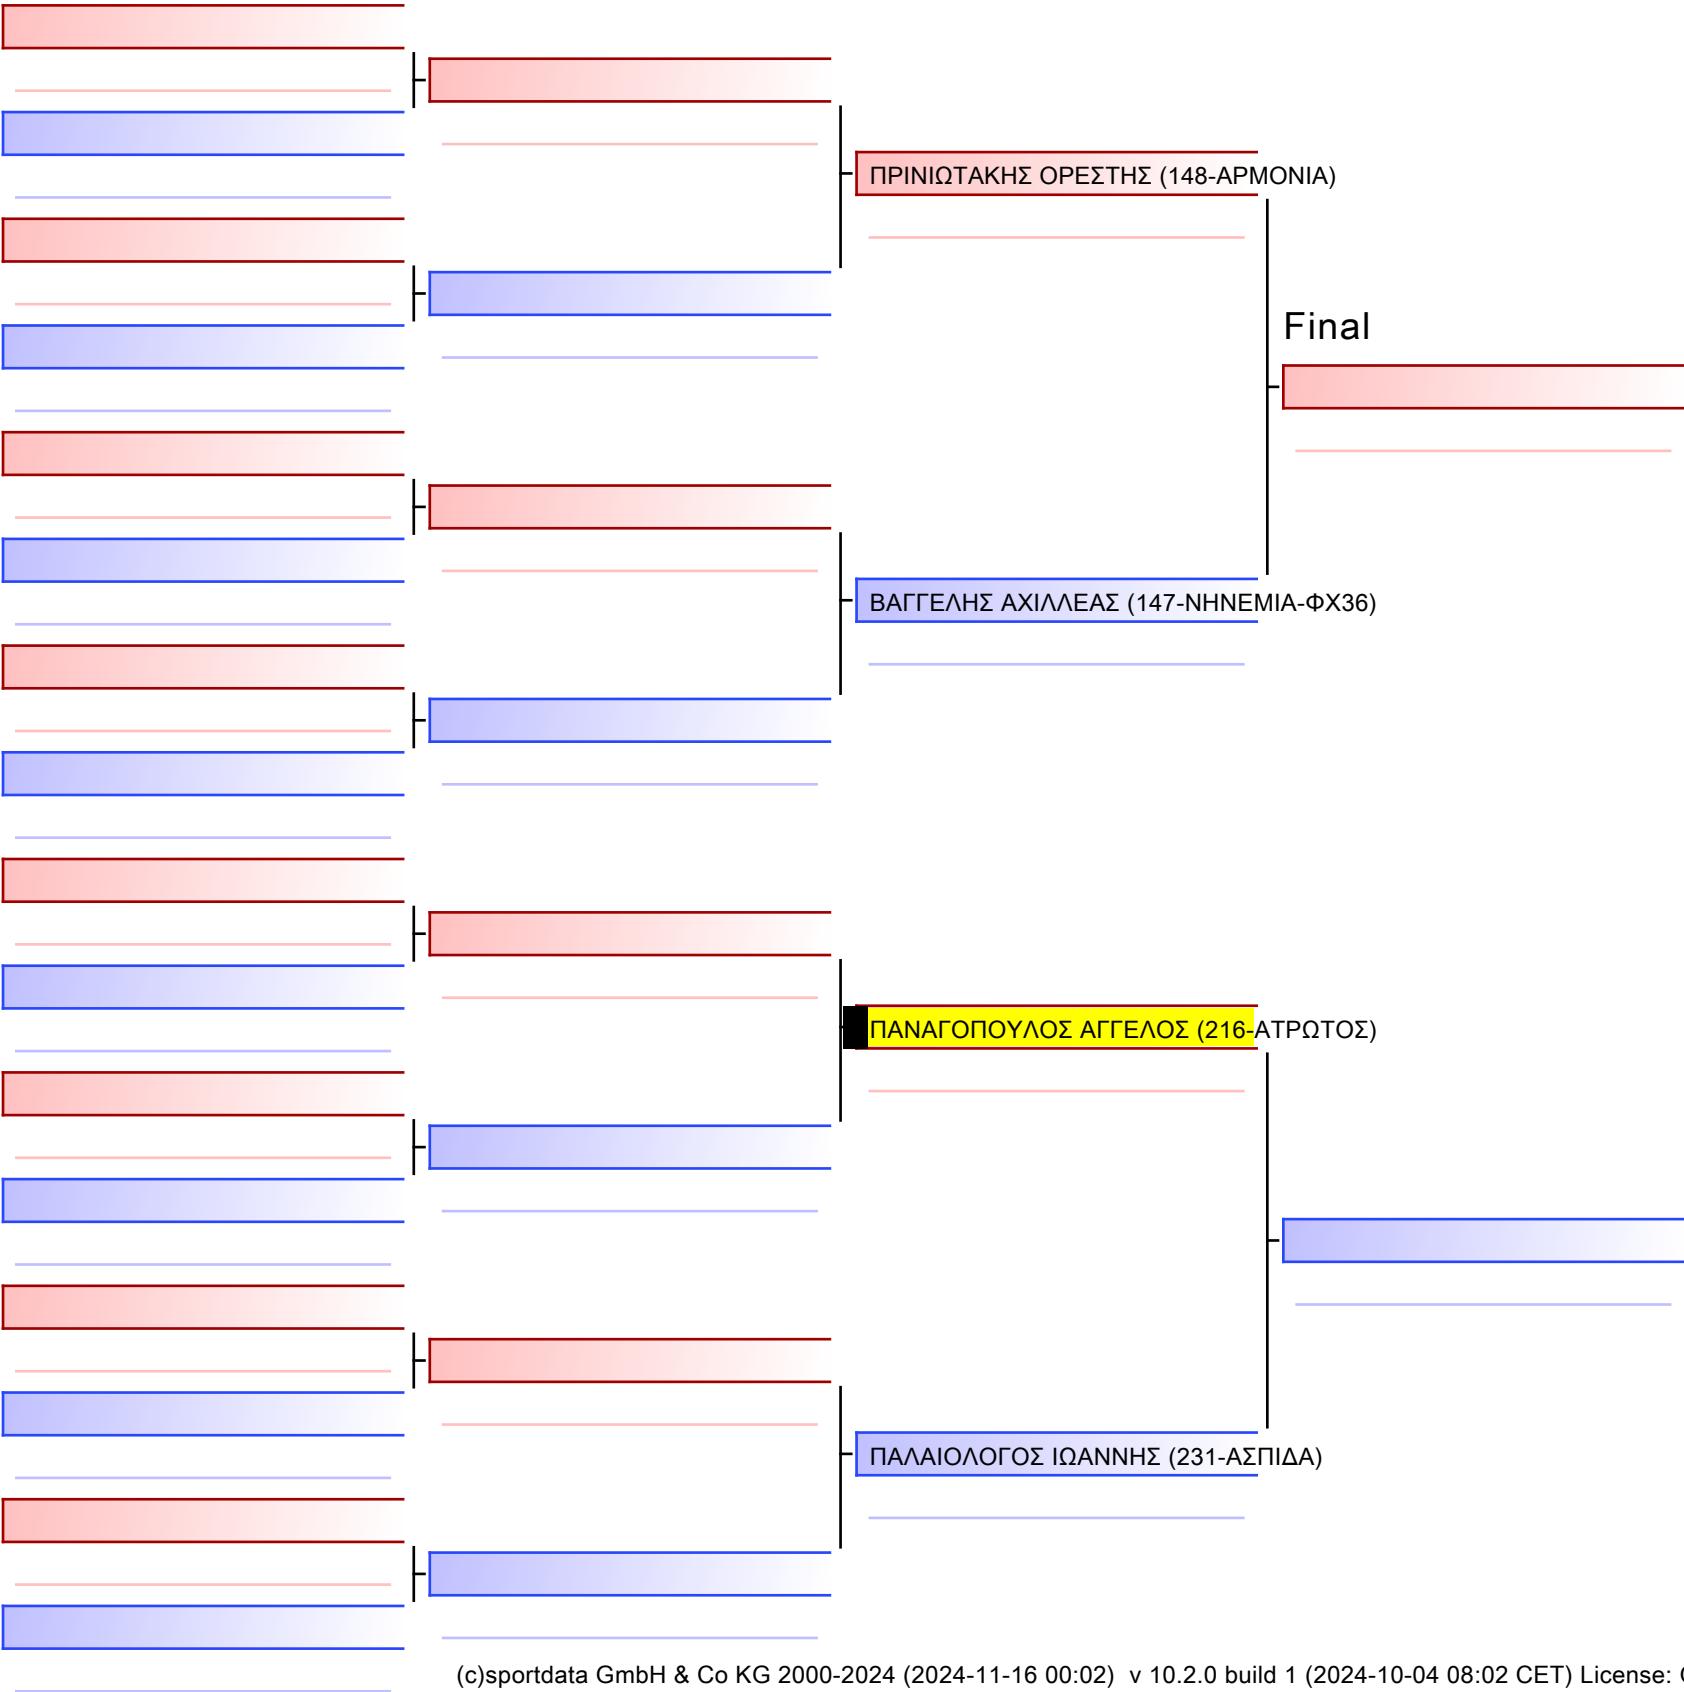 ΠΡΙΝΙΩΤΑΚΗΣ ΟΡΕΣΤΗΣ (148-ΑΡΜΟΝΙΑ)
Final
ΒΑΓΓΕΛΗΣ ΑΧΙΛΛΕΑΣ (147-ΝΗΝΕΜΙΑ-ΦΧ36)
ΠΑΝΑΓΟΠΟΥΛΟΣ ΑΓΓΕΛΟΣ (216-ΑΤΡΩΤΟΣ)
ΠΑΛΑΙΟΛΟΓΟΣ ΙΩΑΝΝΗΣ (231-ΑΣΠΙΔΑ)
(c)sportdata GmbH & Co KG 2000-2024 (2024-11-16 00:02) v 10.2.0 build 1 (2024-10-04 08:02 CET) License: